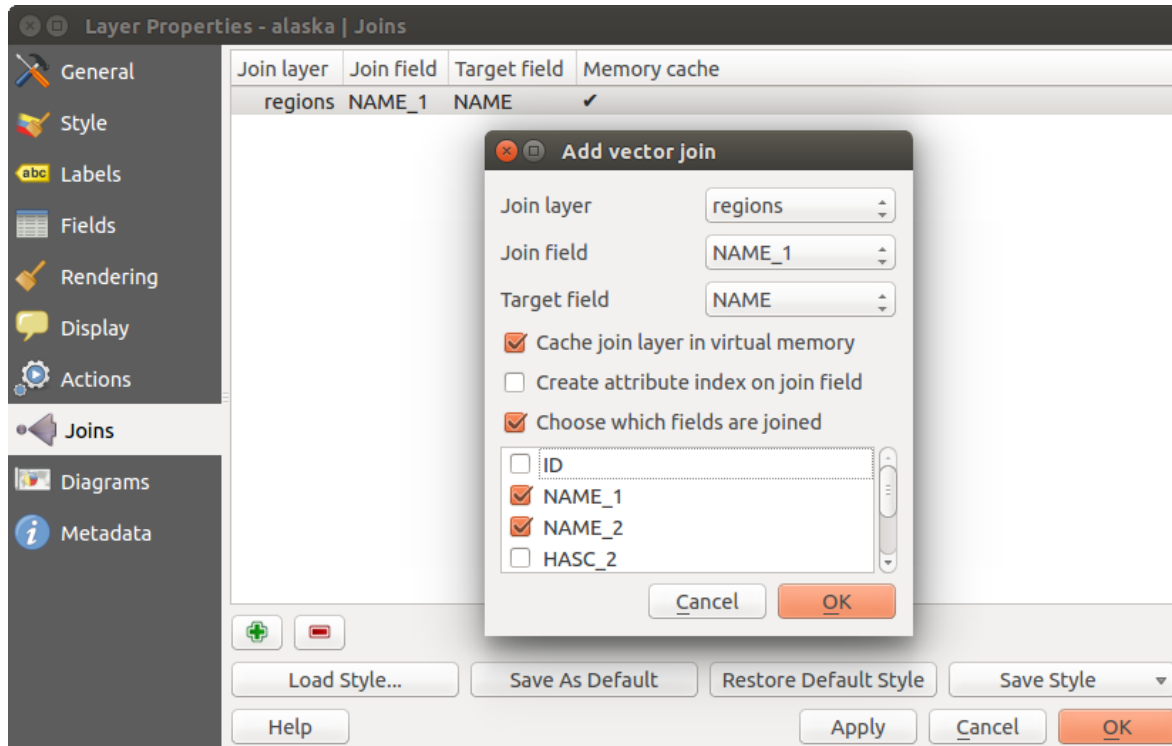 Layer Properties - alaska | Joins
General
Style
Labels
Fields
Rendering
Display
Actions
Joins
Diagrams
Metadata
abc
Join layer Join field Target field Memory cache
regions NAME_1 NAME ✔
Add vector join
Join layer regions
Join field NAME_1
Target field NAME
Cache join layer in virtual memory
Create attribute index on join field
Choose which fields are joined
ID
NAME_1
NAME_2
HASC_2
Cancel OK
Load Style... Save As Default Restore Default Style Save Style
Help Apply Cancel OK